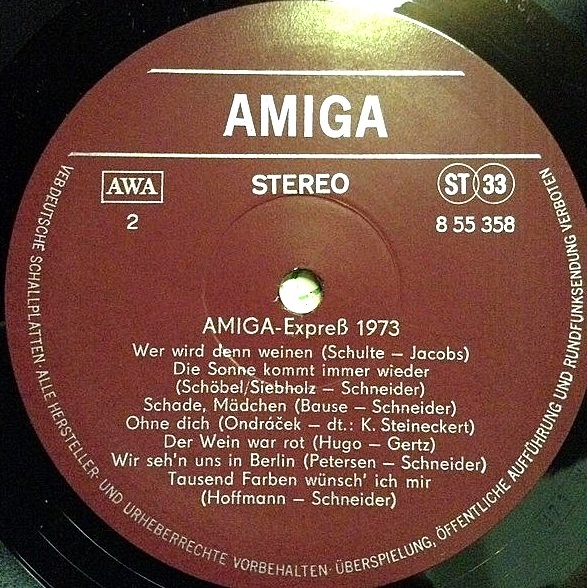 AMIGA
AWA
STEREO
ST 33
2
8 55 358
AMIGA-Expreß 1973
Wer wird denn weinen (Schulte – Jacobs)
Die Sonne kommt immer wieder
(Schöbel/Siebholz – Schneider)
Schade, Mädchen (Bause – Schneider)
Ohne dich (Ondráček – dt.: K. Steineckert)
Der Wein war rot (Hugo – Gertz)
Wir seh'n uns in Berlin (Petersen – Schneider)
Tausend Farben wünsch' ich mir
(Hoffmann – Schneider)
VEB DEUTSCHE SCHALLPLATTEN · ALLE HERSTELLER- UND URHEBERRECHTE VORBEHALTEN · ÜBERSPIELUNG, ÖFFENTLICHE AUFFÜHRUNG UND RUNDFUNKSENDUNG VERBOTEN